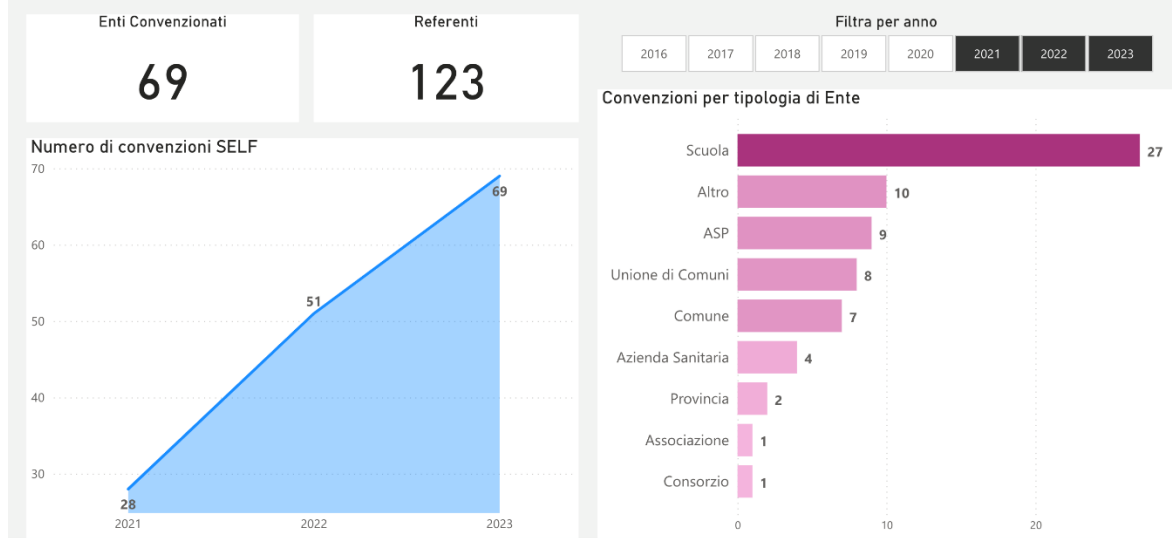 Enti Convenzionati
69
Referenti
123
Filtra per anno
2016 2017 2018 2019 2020 2021 2022 2023
Numero di convenzioni SELF
70
60
50
40
30
28
51
69
2021 2022 2023
Convenzioni per tipologia di Ente
Scuola 27
Altro 10
ASP 9
Unione di Comuni 8
Comune 7
Azienda Sanitaria 4
Provincia 2
Associazione 1
Consorzio 1
0 10 20